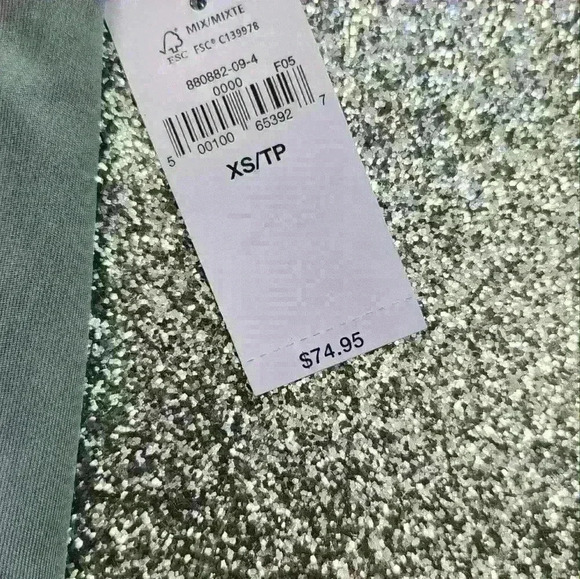 MIX/MIXTE
FSC FSC® C139978
880882-09-4
0000 F05
5 00100 65392 7
XS/TP
$74.95